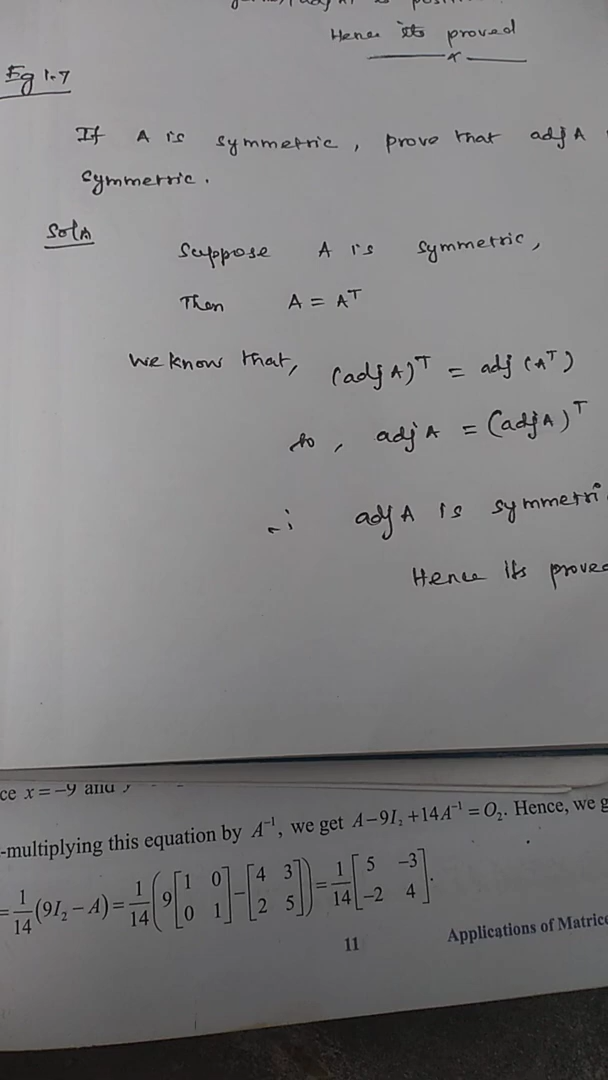 Hence its proved
Eg 1.7
If A is symmetric, prove that adj A
symmetric.
Soln
Suppose A is symmetric,
Then A = Aᵀ
We know that, (adj A)ᵀ = adj (Aᵀ)
so, adj A = (adj A)ᵀ
∴ adj A is symmetri
Hence its prove
ce x = −9 and y
-multiplying this equation by A⁻¹, we get A−9I₂+14A⁻¹ = O₂. Hence, we g
= 1/14 (9I₂ − A) = 1/14 (9[1 0; 0 1] − [4 3; 2 5]) = 1/14 [5 −3; −2 4].
11 Applications of Matric